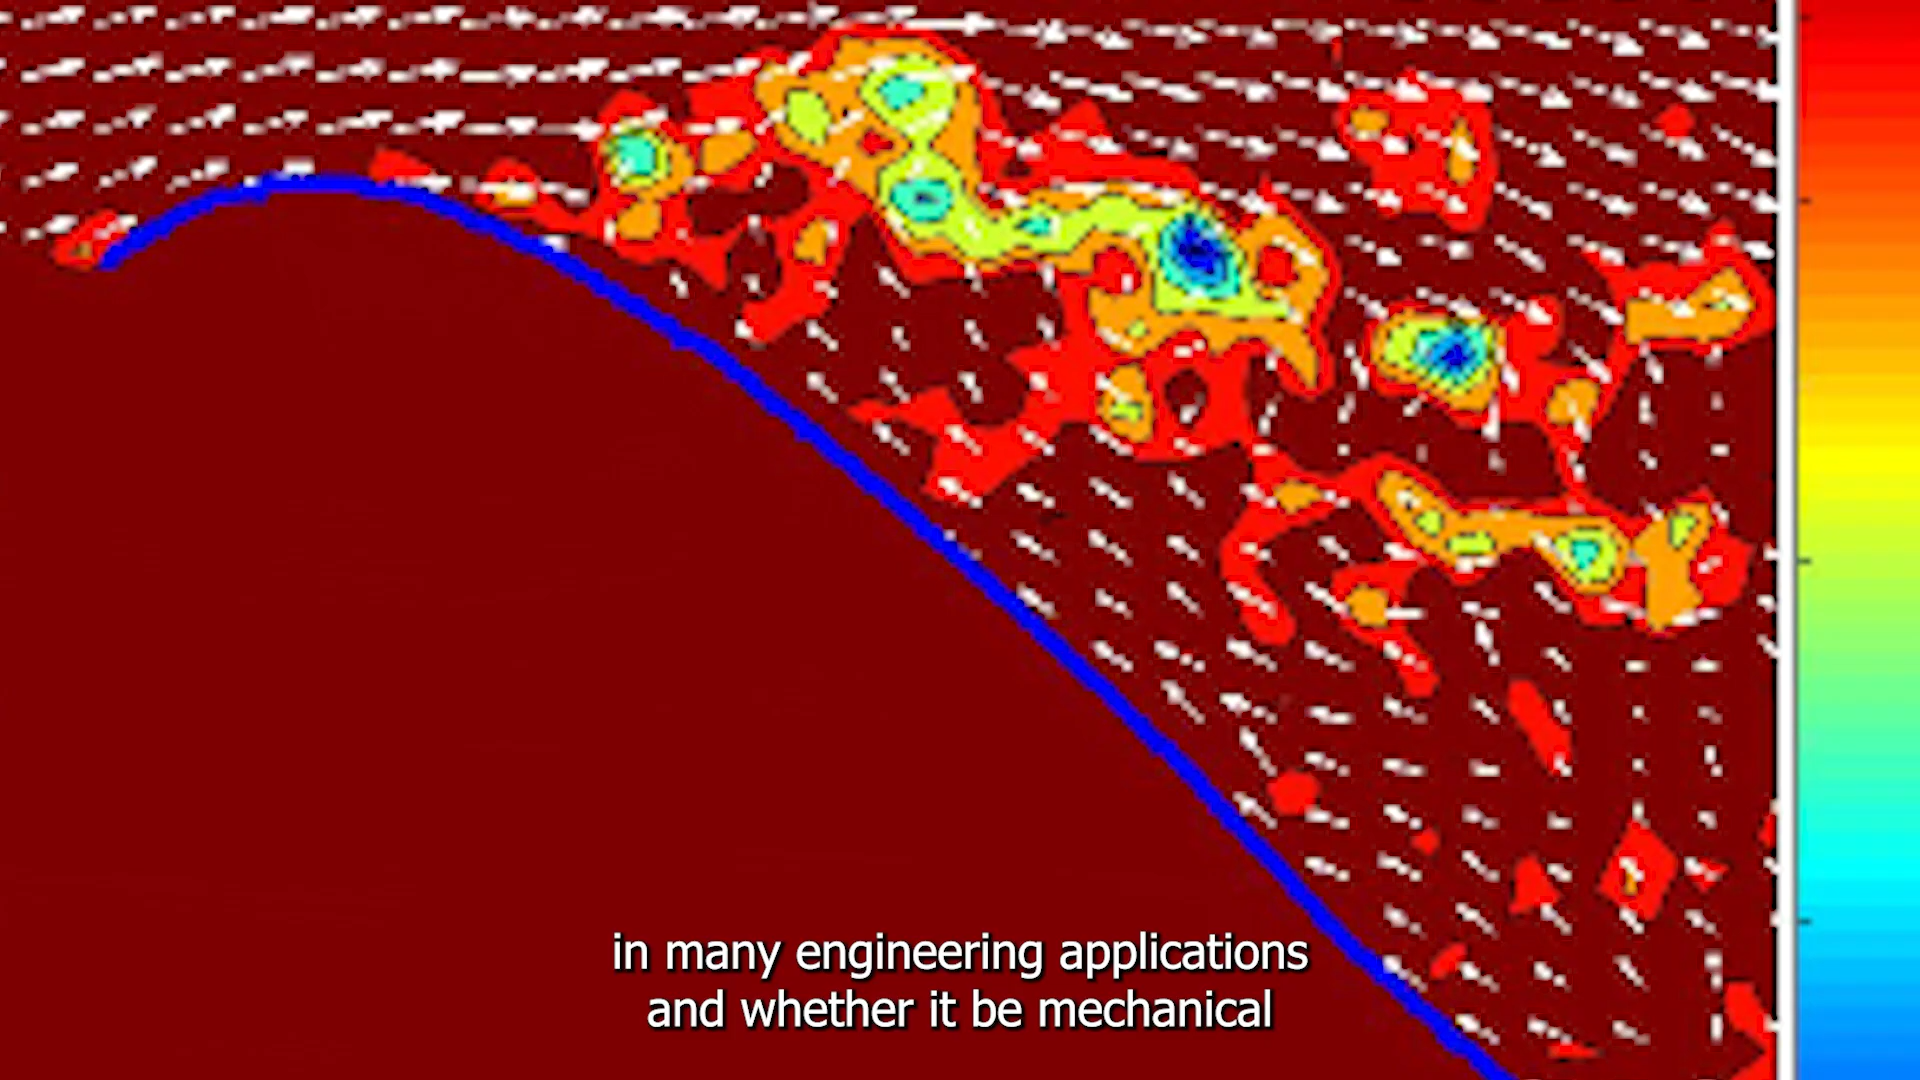 in many engineering applications
and whether it be mechanical